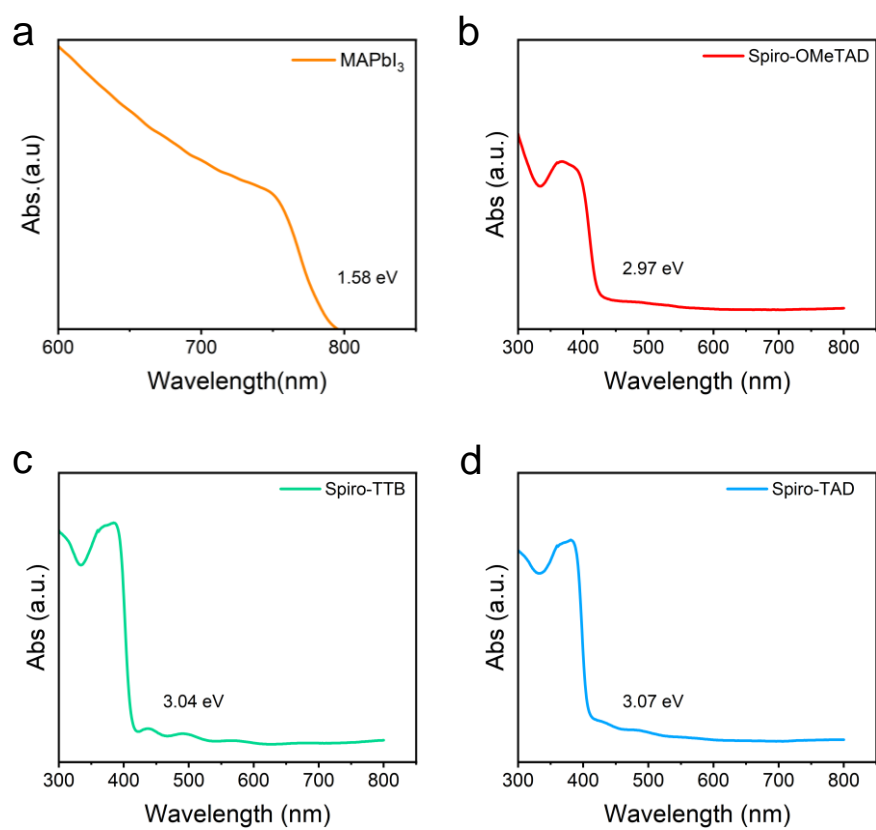 a
MAPbI₃
Abs.(a.u)
1.58 eV
600 700 800
Wavelength(nm)
b
Spiro-OMeTAD
Abs (a.u.)
2.97 eV
300 400 500 600 700 800
Wavelength (nm)
c
Spiro-TTB
Abs (a.u.)
3.04 eV
300 400 500 600 700 800
Wavelength (nm)
d
Spiro-TAD
Abs (a.u.)
3.07 eV
300 400 500 600 700 800
Wavelength (nm)